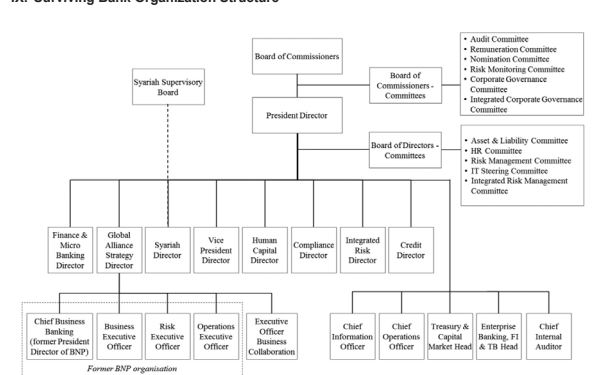 IX. Surviving Bank Organization Structure
Board of Commissioners
Syariah Supervisory
Board
Board of
Commissioners -
Committees
• Audit Committee
• Remuneration Committee
• Nomination Committee
• Risk Monitoring Committee
• Corporate Governance
Committee
• Integrated Corporate Governance
Committee
President Director
Board of Directors -
Committees
• Asset & Liability Committee
• HR Committee
• Risk Management Committee
• IT Steering Committee
• Integrated Risk Management
Committee
Finance &
Micro
Banking
Director
Global
Alliance
Strategy
Director
Syariah
Director
Vice
President
Director
Human
Capital
Director
Compliance
Director
Integrated
Risk
Director
Credit
Director
Chief Business
Banking
(former President
Director of BNP)
Business
Executive
Officer
Risk
Executive
Officer
Operations
Executive
Officer
Executive
Officer
Business
Collaboration
Chief
Information
Officer
Chief
Operations
Officer
Treasury &
Capital
Market Head
Enterprise
Banking, FI
& TB Head
Chief
Internal
Auditor
Former BNP organisation